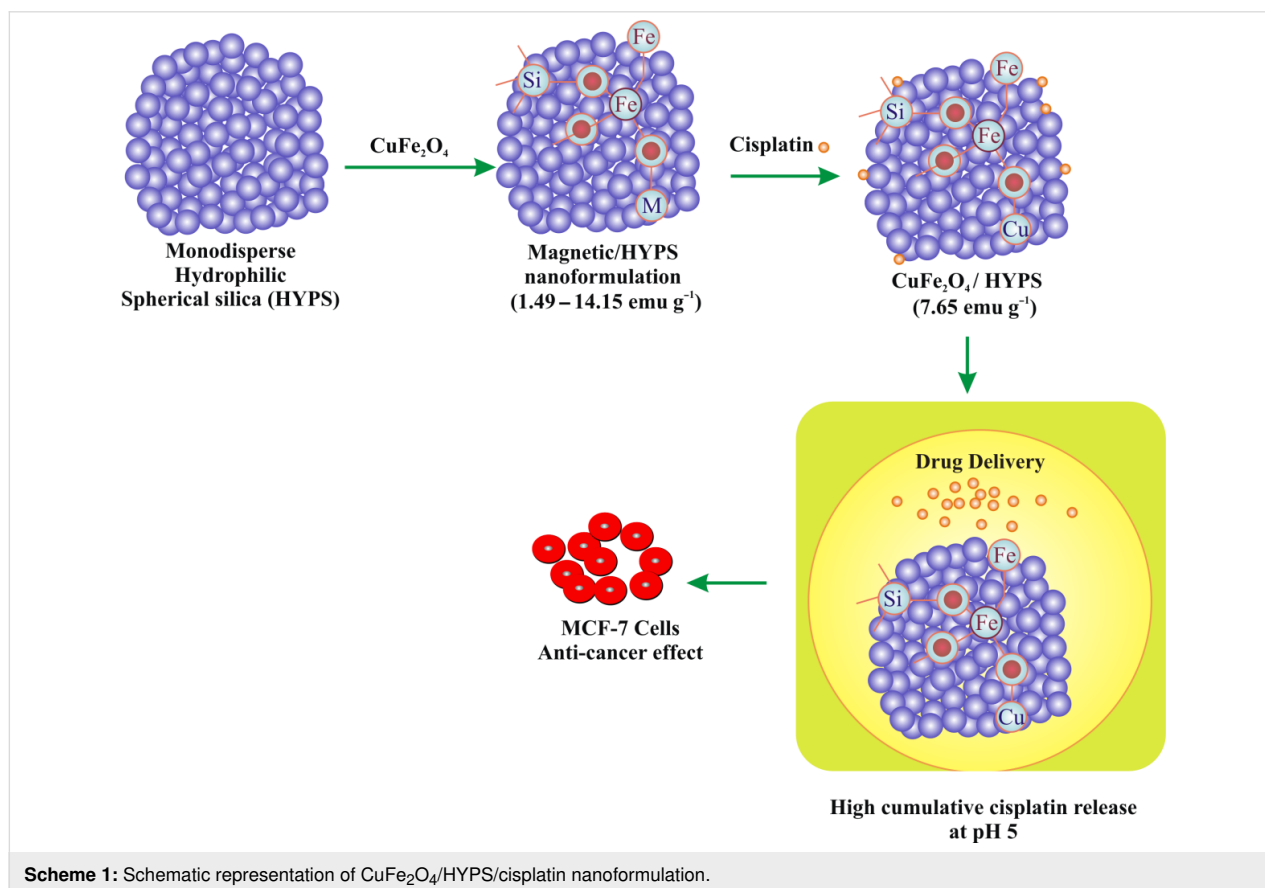 Fe
Si
Fe
M
CuFe₂O₄
Monodisperse
Hydrophilic
Spherical silica (HYPS)
Magnetic/HYPS
nanoformulation
(1.49 – 14.15 emu g⁻¹)
Cisplatin
Fe
Si
Fe
Cu
CuFe₂O₄ / HYPS
(7.65 emu g⁻¹)
Drug Delivery
Fe
Si
Fe
Cu
MCF-7 Cells
Anti-cancer effect
High cumulative cisplatin release
at pH 5
Scheme 1: Schematic representation of CuFe₂O₄/HYPS/cisplatin nanoformulation.